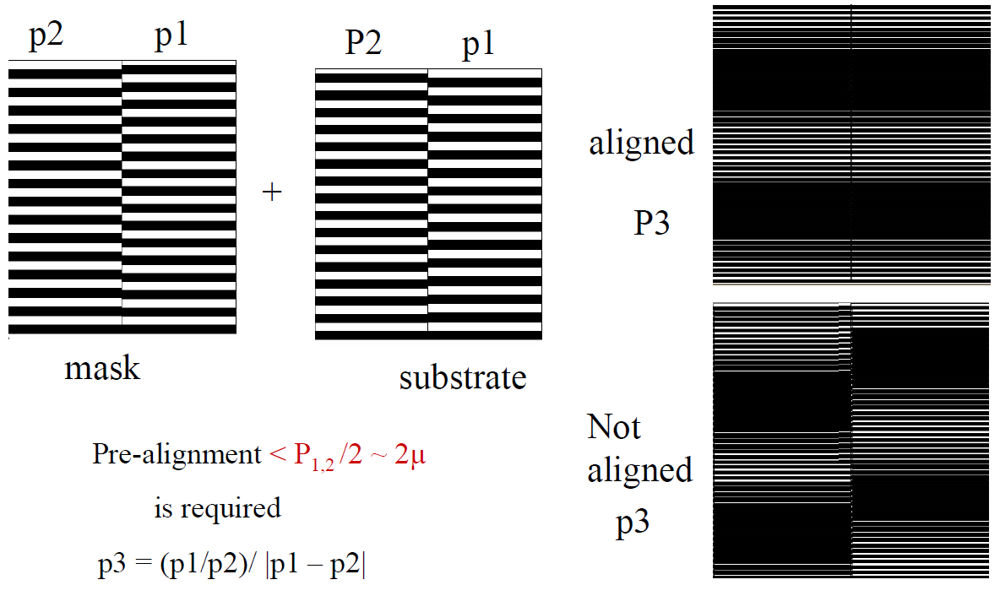 p2 p1
P2 p1
+
mask
substrate
aligned
P3
Not
aligned
p3
Pre-alignment < P1,2 /2 ~ 2μ
is required
p3 = (p1/p2)/ |p1 – p2|